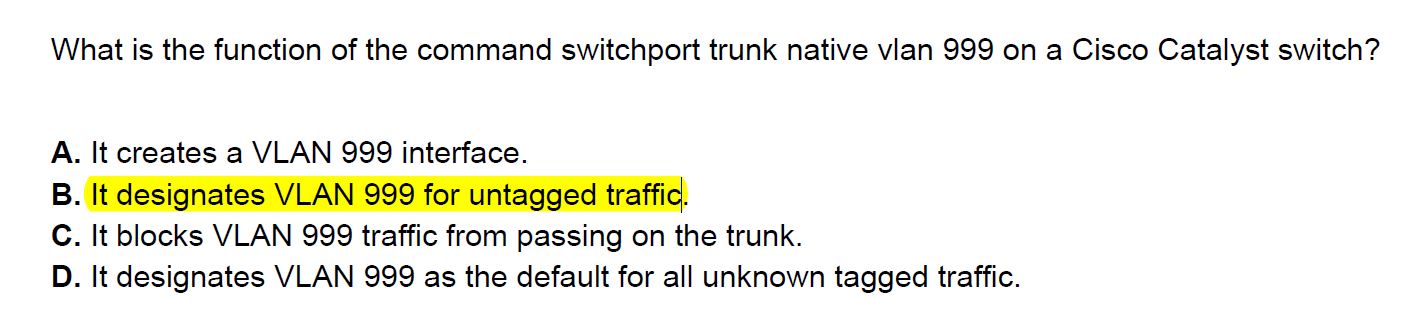 What is the function of the command switchport trunk native vlan 999 on a Cisco Catalyst switch?
A. It creates a VLAN 999 interface.
B. It designates VLAN 999 for untagged traffic.
C. It blocks VLAN 999 traffic from passing on the trunk.
D. It designates VLAN 999 as the default for all unknown tagged traffic.